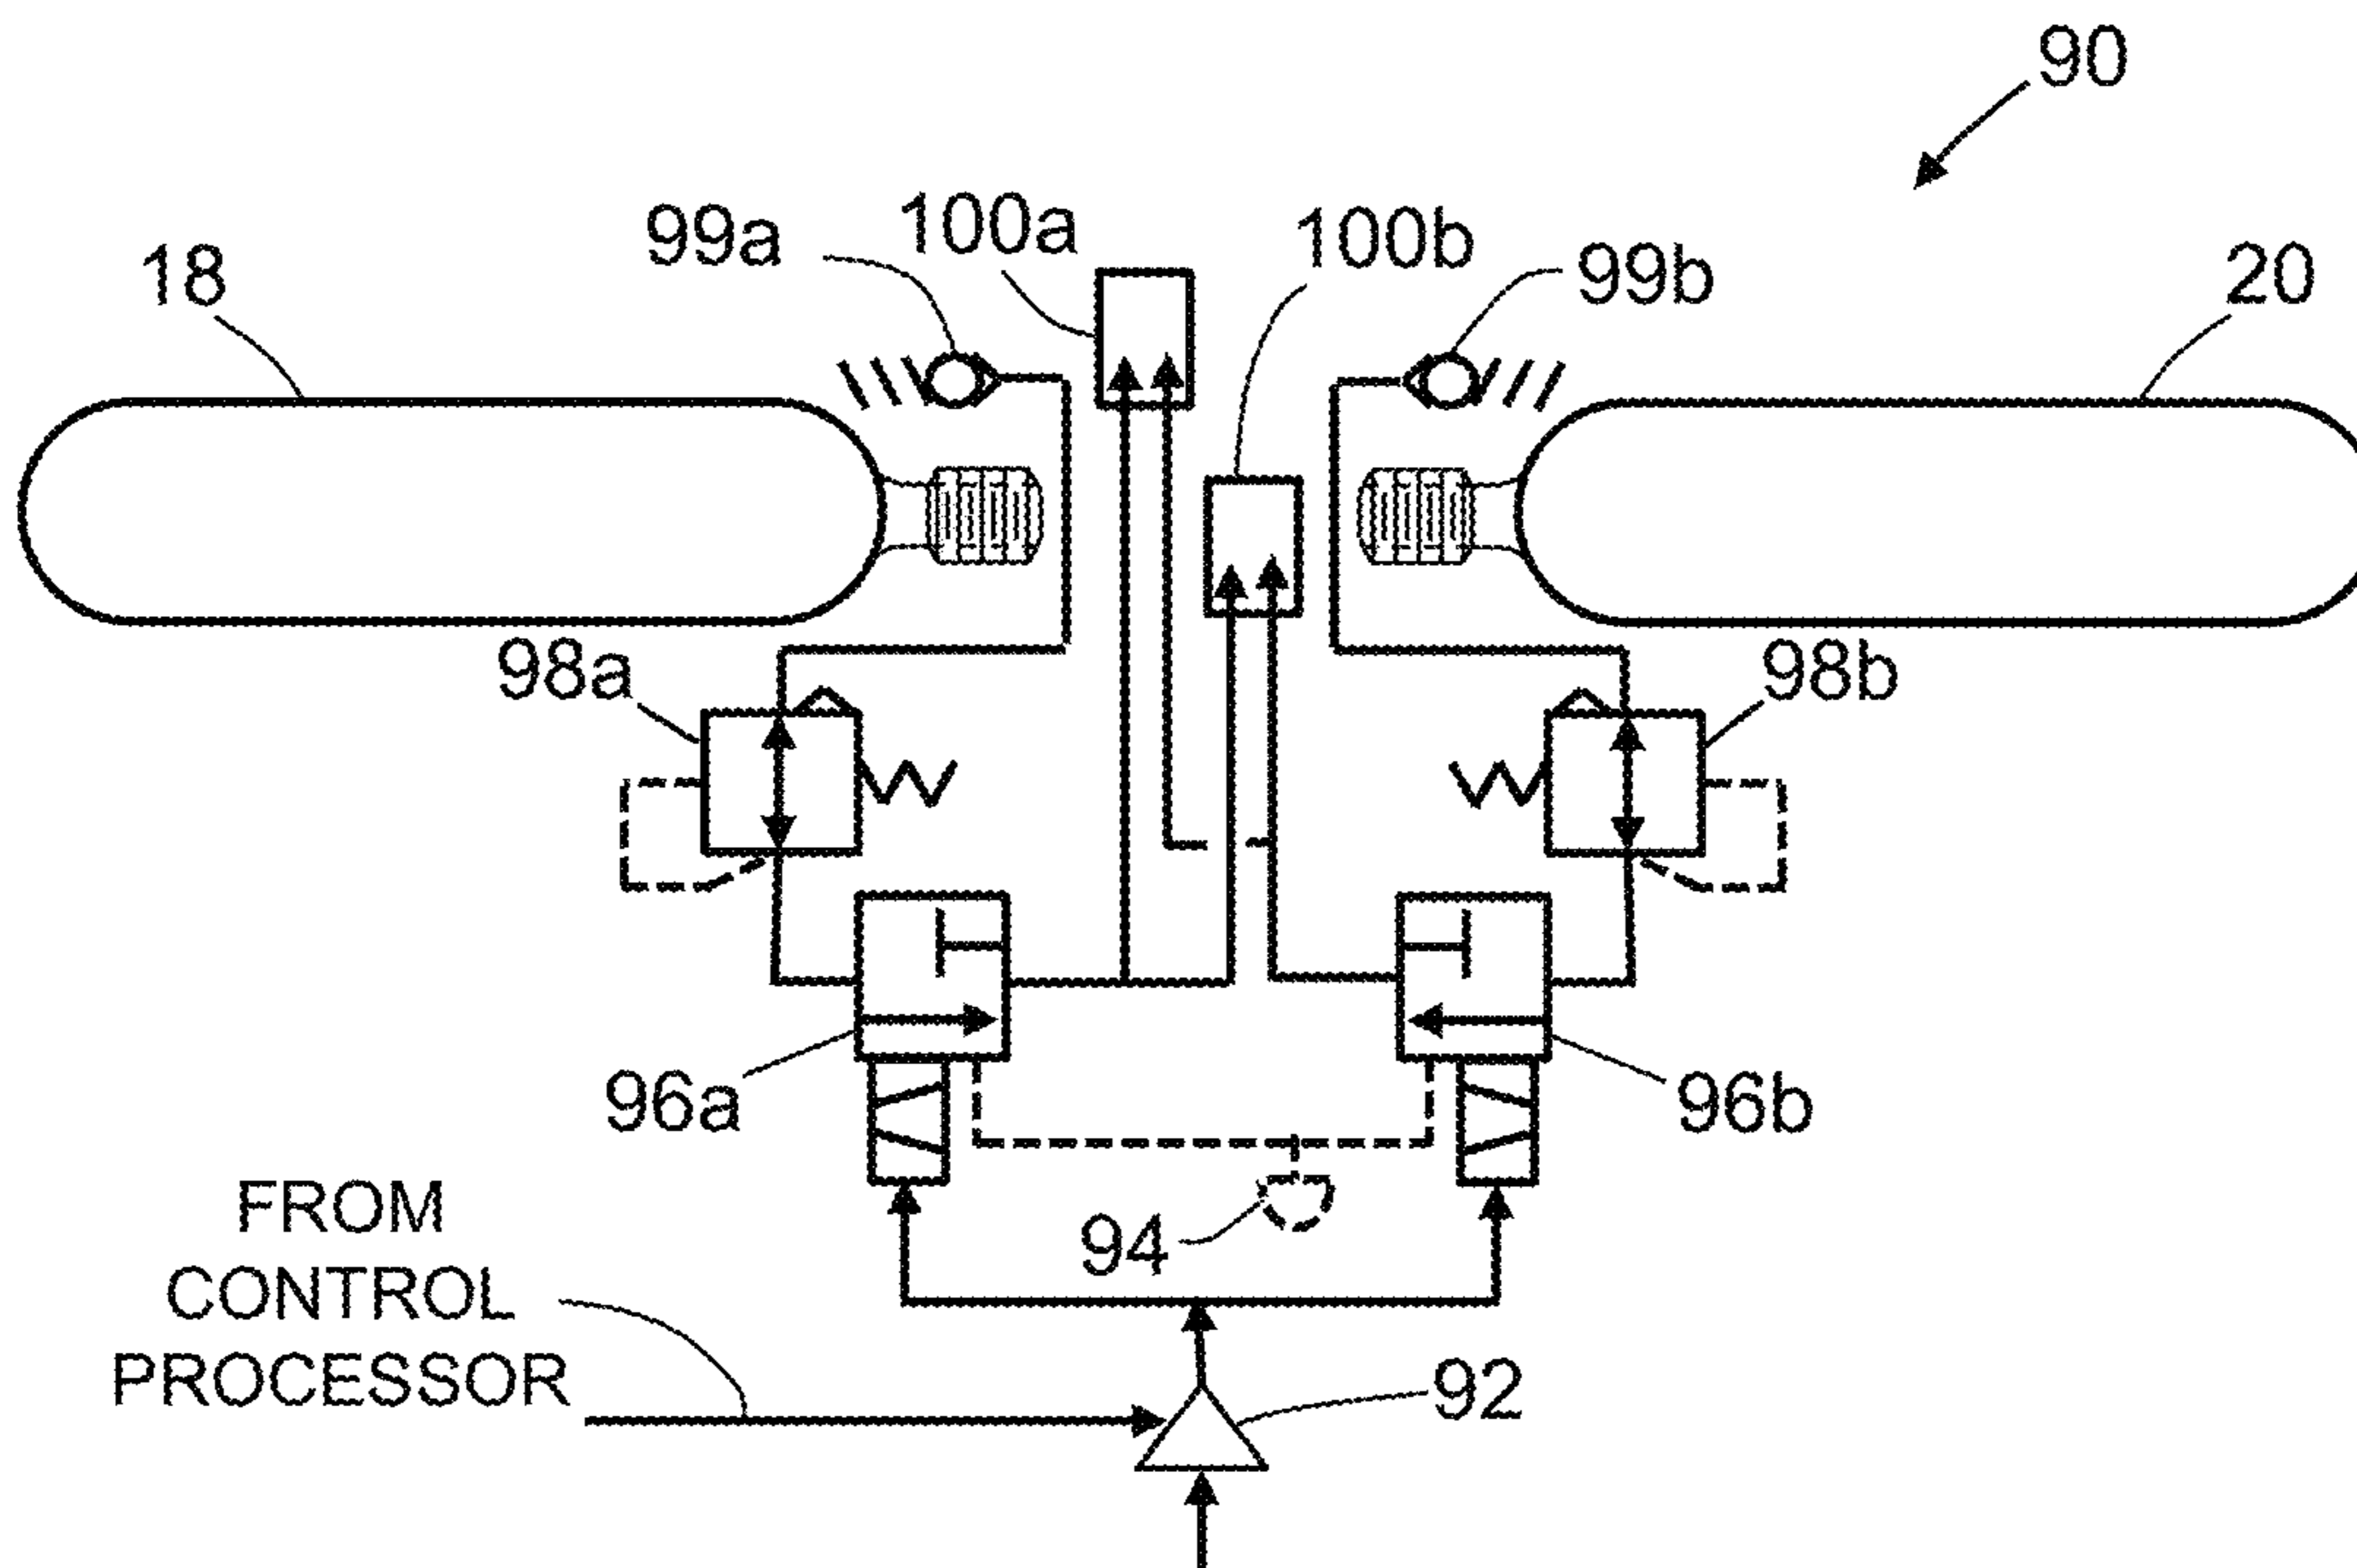 90
99a
100a
100b
99b
18
20
98a
98b
96a
96b
FROM
CONTROL
PROCESSOR
94
92